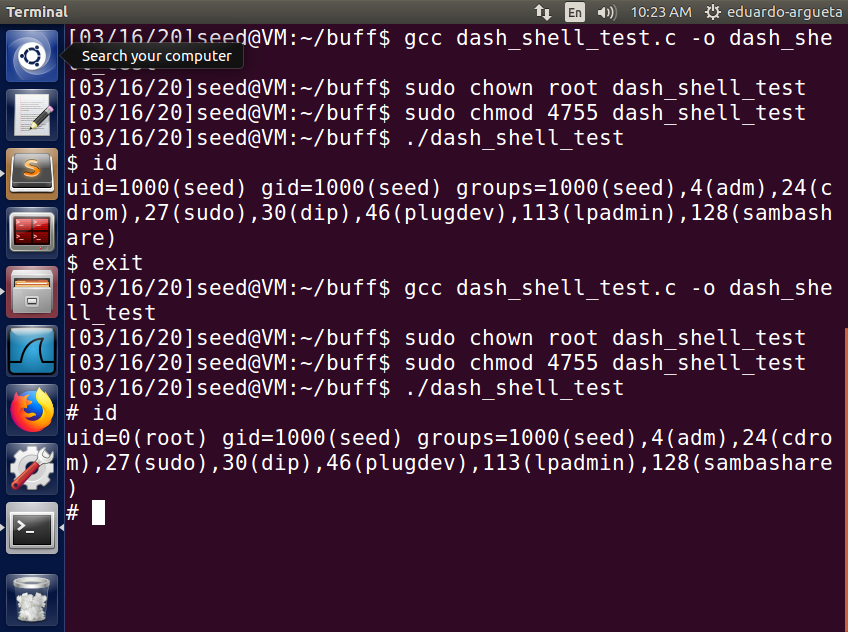 Terminal
En
10:23 AM
eduardo-argueta
[03/16/20]seed@VM:~/buff$ gcc dash_shell_test.c -o dash_she
Search your computer
[03/16/20]seed@VM:~/buff$ sudo chown root dash_shell_test
[03/16/20]seed@VM:~/buff$ sudo chmod 4755 dash_shell_test
[03/16/20]seed@VM:~/buff$ ./dash_shell_test
$ id
uid=1000(seed) gid=1000(seed) groups=1000(seed),4(adm),24(c
drom),27(sudo),30(dip),46(plugdev),113(lpadmin),128(sambash
are)
$ exit
[03/16/20]seed@VM:~/buff$ gcc dash_shell_test.c -o dash_she
ll_test
[03/16/20]seed@VM:~/buff$ sudo chown root dash_shell_test
[03/16/20]seed@VM:~/buff$ sudo chmod 4755 dash_shell_test
[03/16/20]seed@VM:~/buff$ ./dash_shell_test
# id
uid=0(root) gid=1000(seed) groups=1000(seed),4(adm),24(cdro
m),27(sudo),30(dip),46(plugdev),113(lpadmin),128(sambashare
)
#